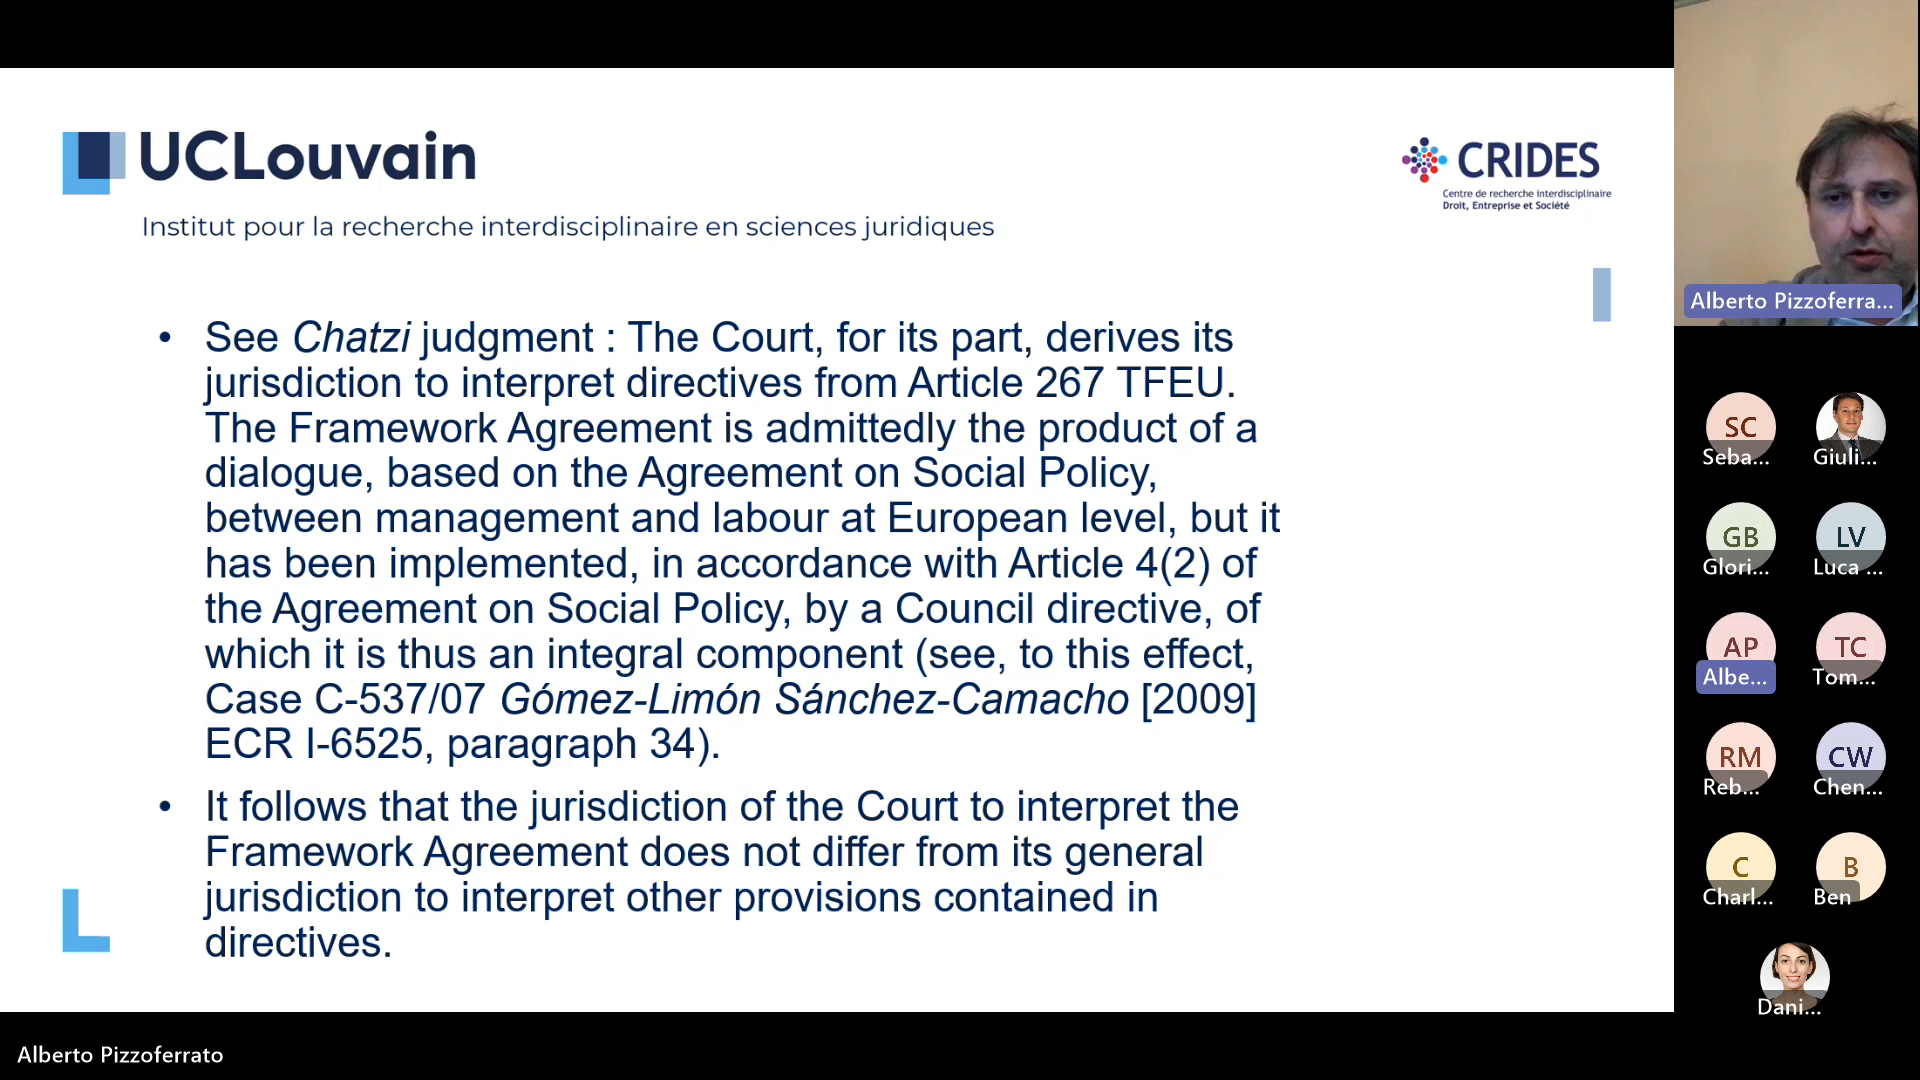 UCLouvain
Institut pour la recherche interdisciplinaire en sciences juridiques
CRIDES
Centre de recherche interdisciplinaire
Droit, Entreprise et Société
• See Chatzi judgment : The Court, for its part, derives its
jurisdiction to interpret directives from Article 267 TFEU.
The Framework Agreement is admittedly the product of a
dialogue, based on the Agreement on Social Policy,
between management and labour at European level, but it
has been implemented, in accordance with Article 4(2) of
the Agreement on Social Policy, by a Council directive, of
which it is thus an integral component (see, to this effect,
Case C-537/07 Gómez-Limón Sánchez-Camacho [2009]
ECR I-6525, paragraph 34).
• It follows that the jurisdiction of the Court to interpret the
Framework Agreement does not differ from its general
jurisdiction to interpret other provisions contained in
directives.
Alberto Pizzoferra...
SC
Seba...
Giuli...
GB
Glori...
LV
Luca ...
AP
Albe...
TC
Tom...
RM
Reb...
CW
Chen...
C
Charl...
B
Ben
Dani...
Alberto Pizzoferrato